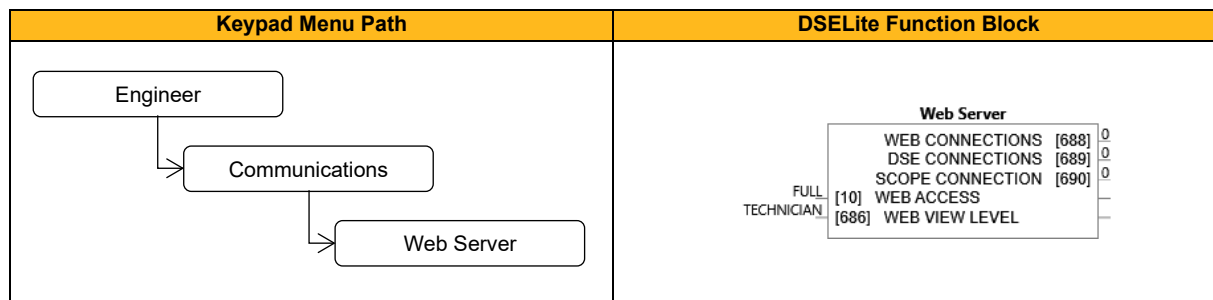 Keypad Menu Path
DSELite Function Block
Engineer
Communications
Web Server
Web Server
WEB CONNECTIONS [688] 0
DSE CONNECTIONS [689] 0
SCOPE CONNECTION [690] 0
FULL [10] WEB ACCESS
TECHNICIAN [686] WEB VIEW LEVEL